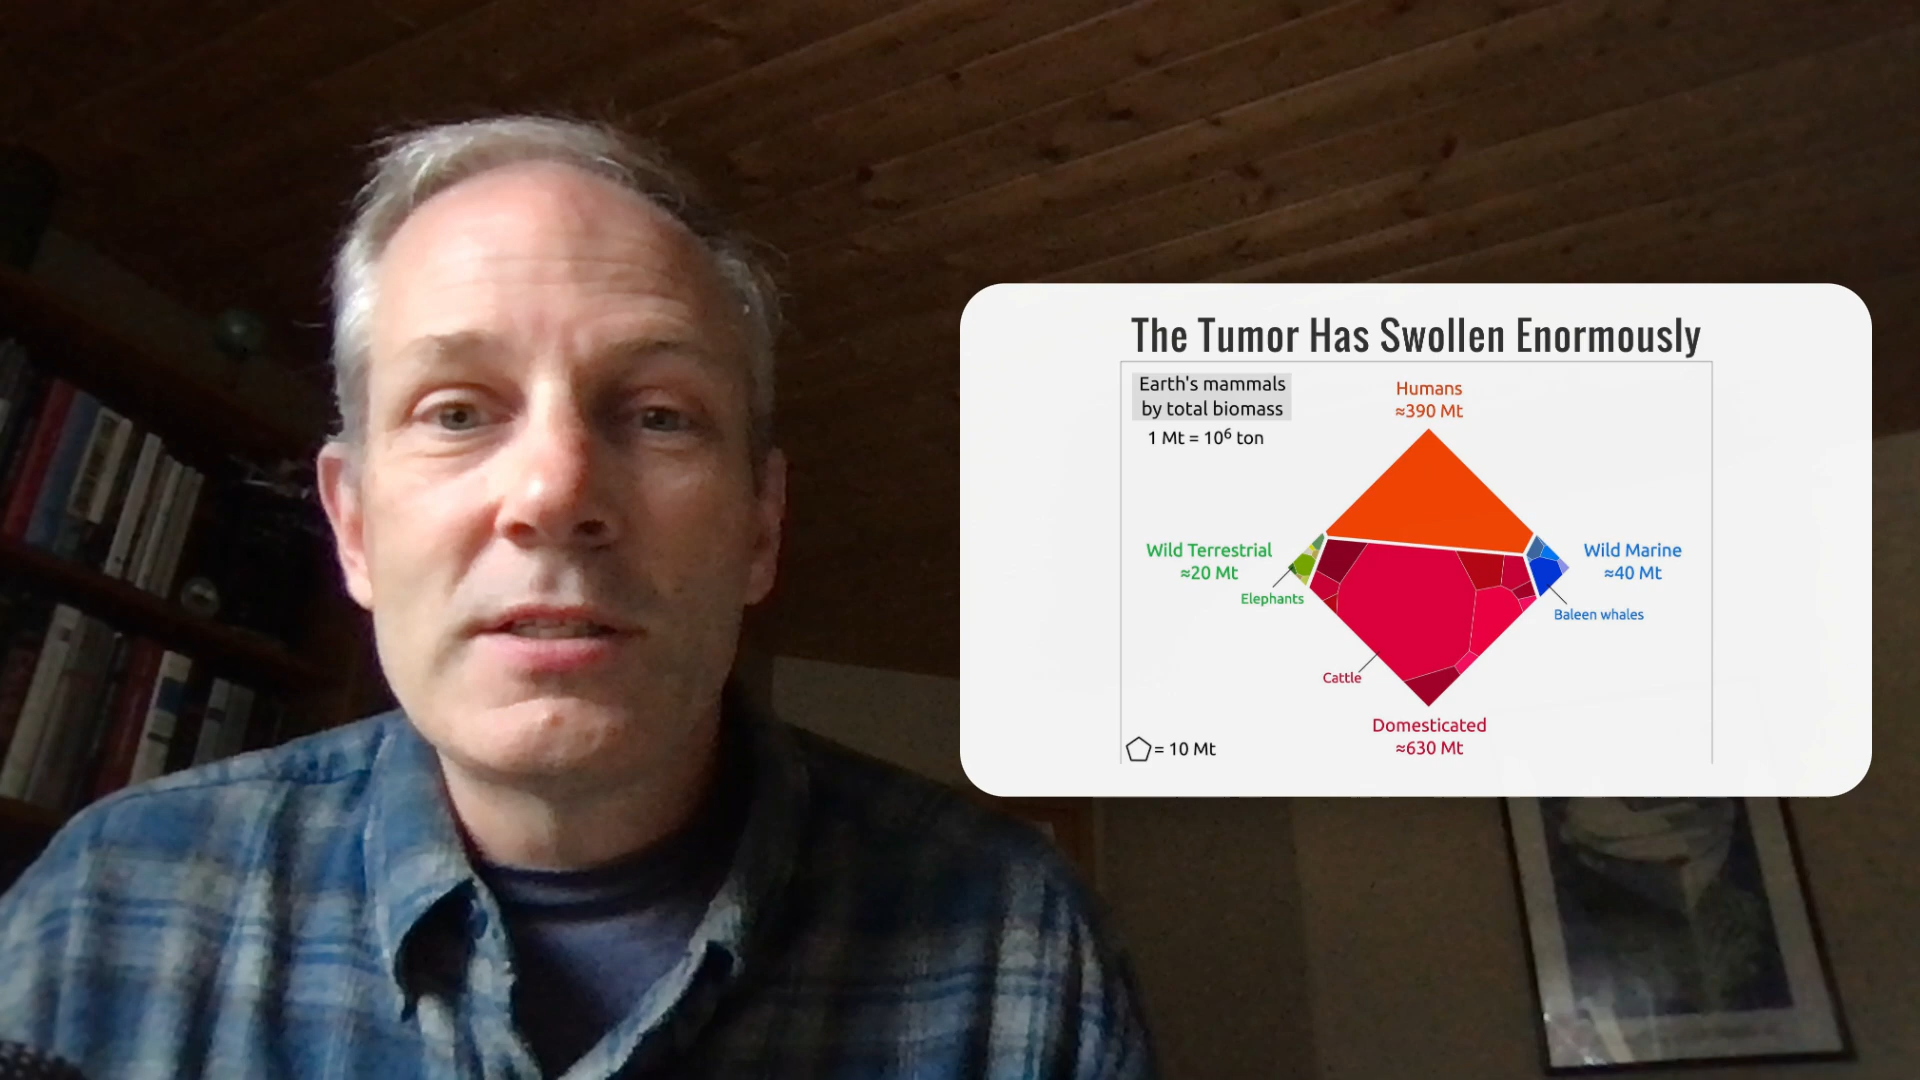 The Tumor Has Swollen Enormously
Earth's mammals
by total biomass
1 Mt = 10⁶ ton
Humans
≈390 Mt
Wild Terrestrial
≈20 Mt
Elephants
Wild Marine
≈40 Mt
Baleen whales
Cattle
Domesticated
≈630 Mt
= 10 Mt